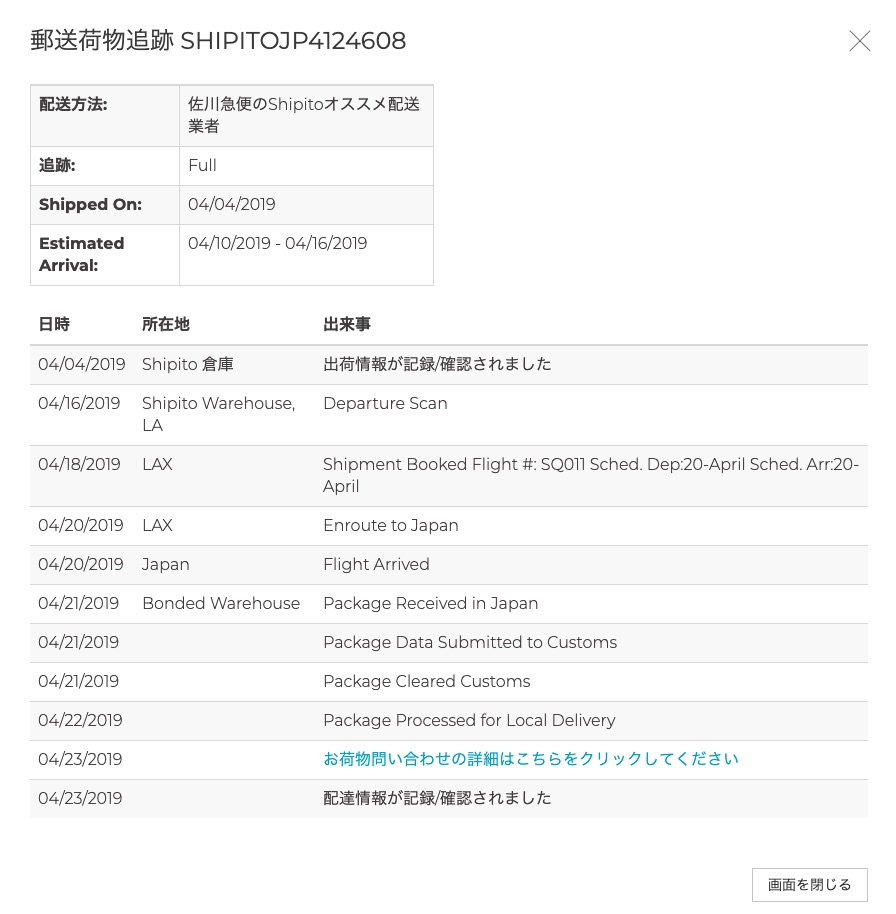 郵送荷物追跡 SHIPITOJP4124608
配送方法: 佐川急便のShipitoオススメ配送
業者
追跡: Full
Shipped On: 04/04/2019
Estimated 04/10/2019 - 04/16/2019
Arrival:
日時 所在地 出来事
04/04/2019 Shipito 倉庫 出荷情報が記録/確認されました
04/16/2019 Shipito Warehouse, Departure Scan
LA
04/18/2019 LAX Shipment Booked Flight #: SQ011 Sched. Dep:20-April Sched. Arr:20-
April
04/20/2019 LAX Enroute to Japan
04/20/2019 Japan Flight Arrived
04/21/2019 Bonded Warehouse Package Received in Japan
04/21/2019 Package Data Submitted to Customs
04/21/2019 Package Cleared Customs
04/22/2019 Package Processed for Local Delivery
04/23/2019 お荷物問い合わせの詳細はこちらをクリックしてください
04/23/2019 配達情報が記録/確認されました
画面を閉じる